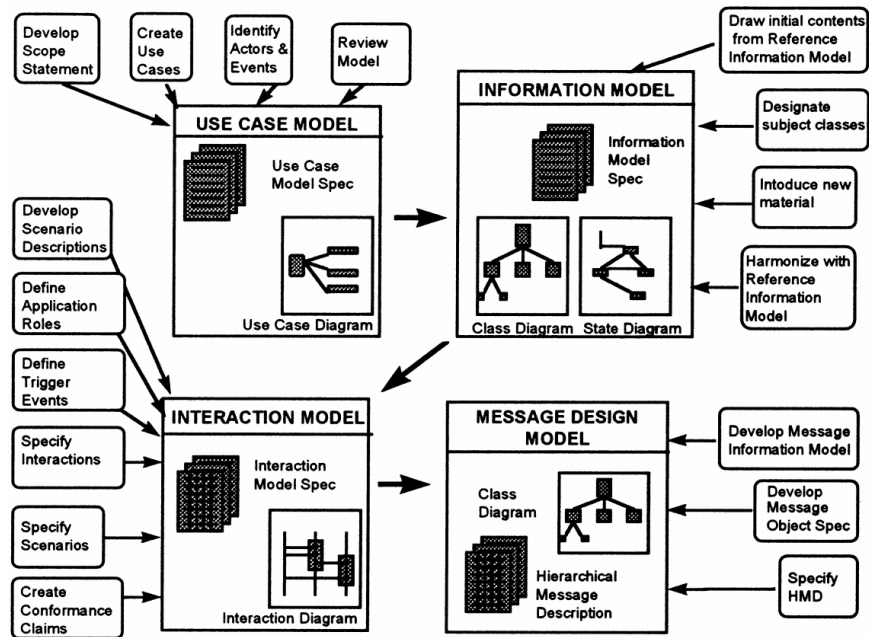 Develop
Scope
Statement
Create
Use
Cases
Identify
Actors &
Events
Review
Model
Draw initial contents
from Reference
Information Model
USE CASE MODEL
Use Case
Model Spec
Use Case Diagram
INFORMATION MODEL
Information
Model
Spec
Class Diagram
State Diagram
Designate
subject classes
Intoduce new
material
Harmonize with
Reference
Information
Model
Develop
Scenario
Descriptions
Define
Application
Roles
Define
Trigger
Events
Specify
Interactions
Specify
Scenarios
Create
Conformance
Claims
INTERACTION MODEL
Interaction
Model Spec
Interaction Diagram
MESSAGE DESIGN
MODEL
Class
Diagram
Hierarchical
Message
Description
Develop Message
Information Model
Develop
Message
Object Spec
Specify
HMD